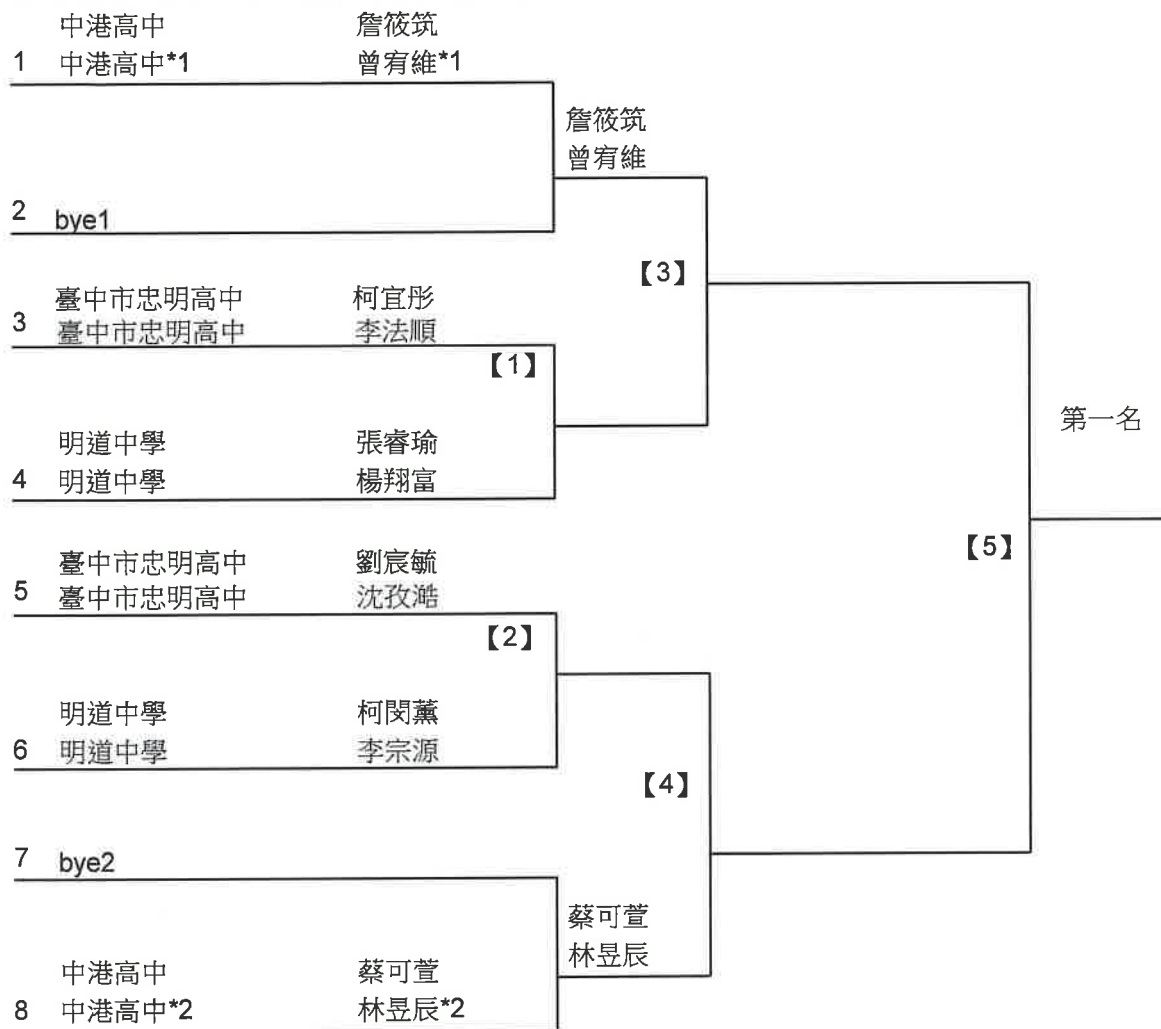 中港高中 詹筱筑
1 中港高中*1 曾宥維*1
詹筱筑
曾宥維
2 bye1
【3】
臺中市忠明高中 柯宜彤
3 臺中市忠明高中 李法順
【1】
第一名
明道中學 張睿瑜
4 明道中學 楊翔富
【5】
臺中市忠明高中 劉宸毓
5 臺中市忠明高中 沈孜澔
【2】
明道中學 柯閔薰
6 明道中學 李宗源
【4】
7 bye2
蔡可萱
林昱辰
中港高中 蔡可萱
8 中港高中*2 林昱辰*2